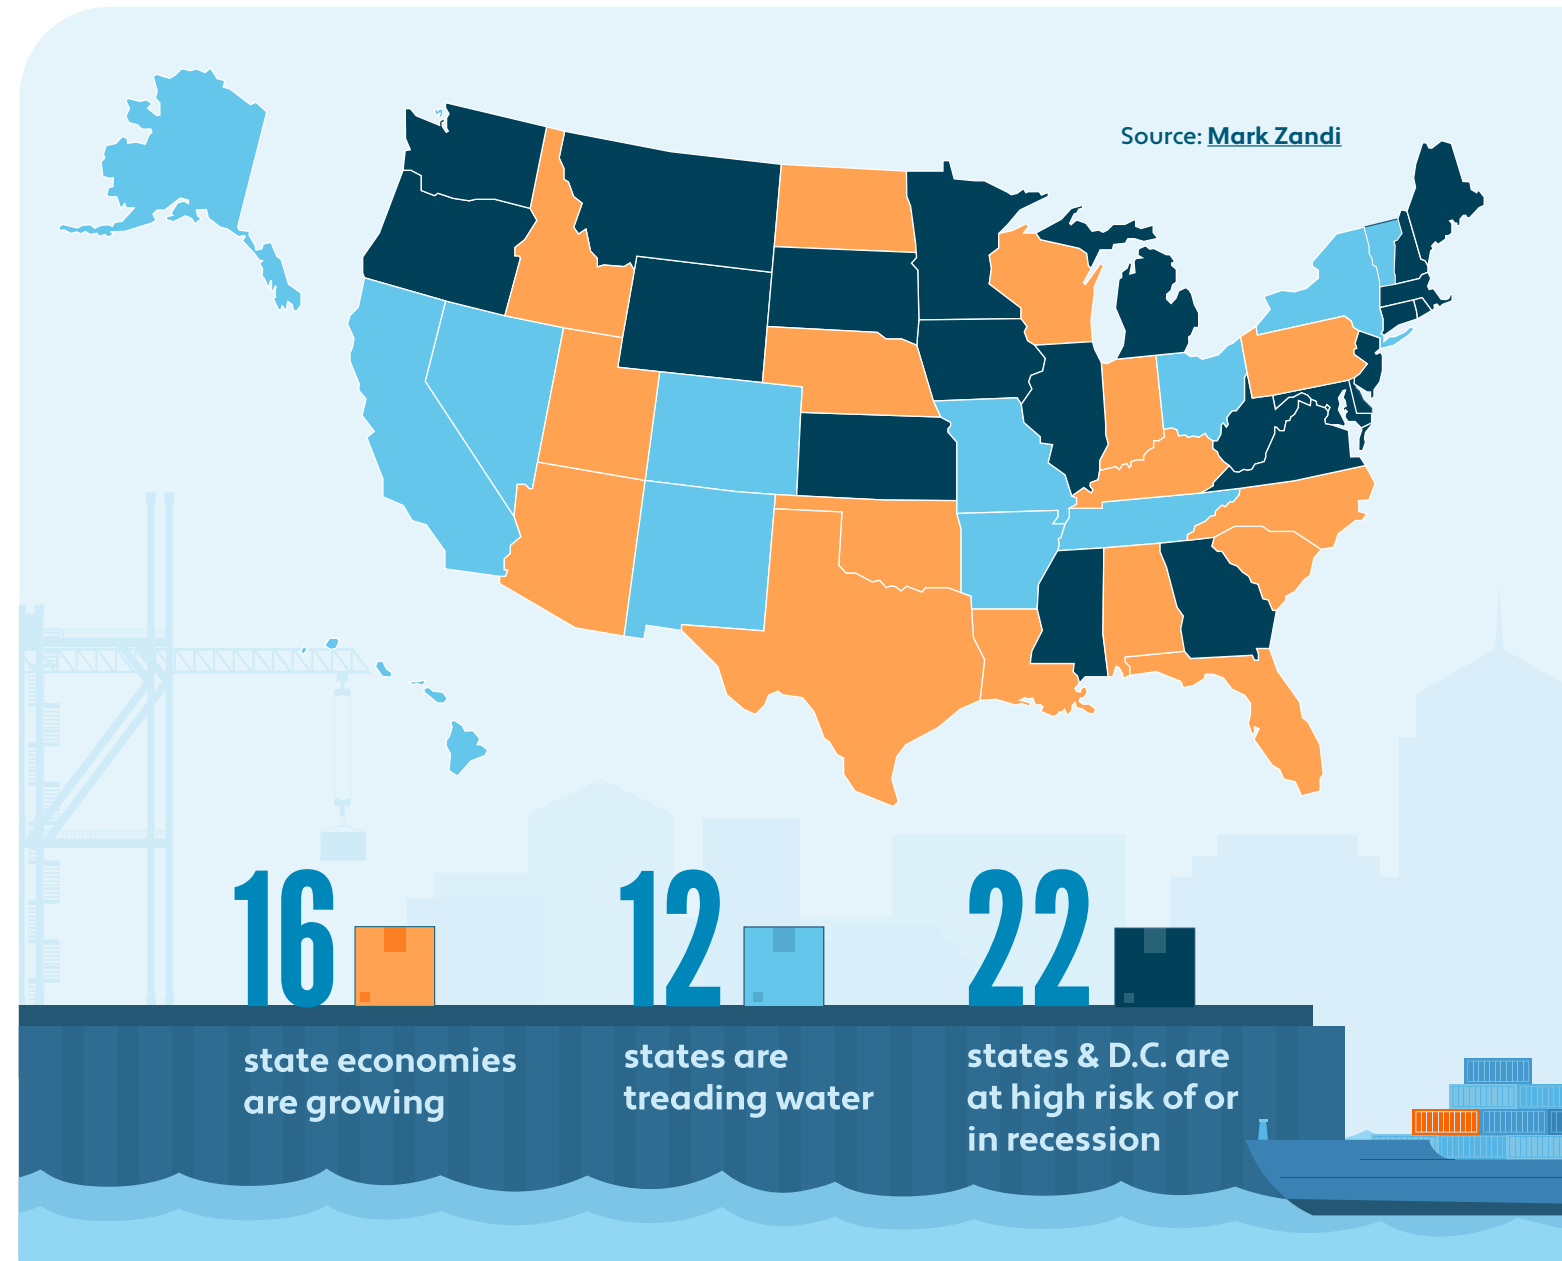 Source: Mark Zandi
16
state economies
are growing
12
states are
treading water
22
states & D.C. are
at high risk of or
in recession